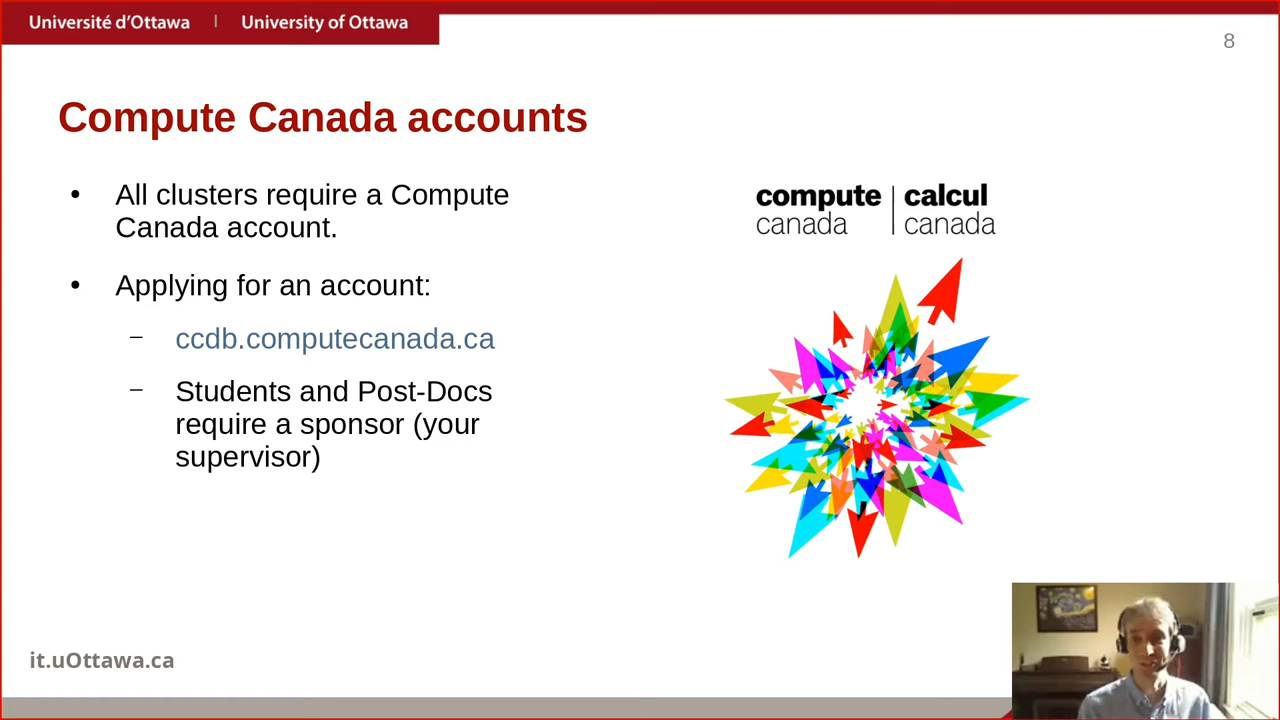 Université d'Ottawa | University of Ottawa
8
Compute Canada accounts
• All clusters require a Compute
Canada account.
• Applying for an account:
– ccdb.computecanada.ca
– Students and Post-Docs
require a sponsor (your
supervisor)
compute | calcul
canada | canada
it.uOttawa.ca